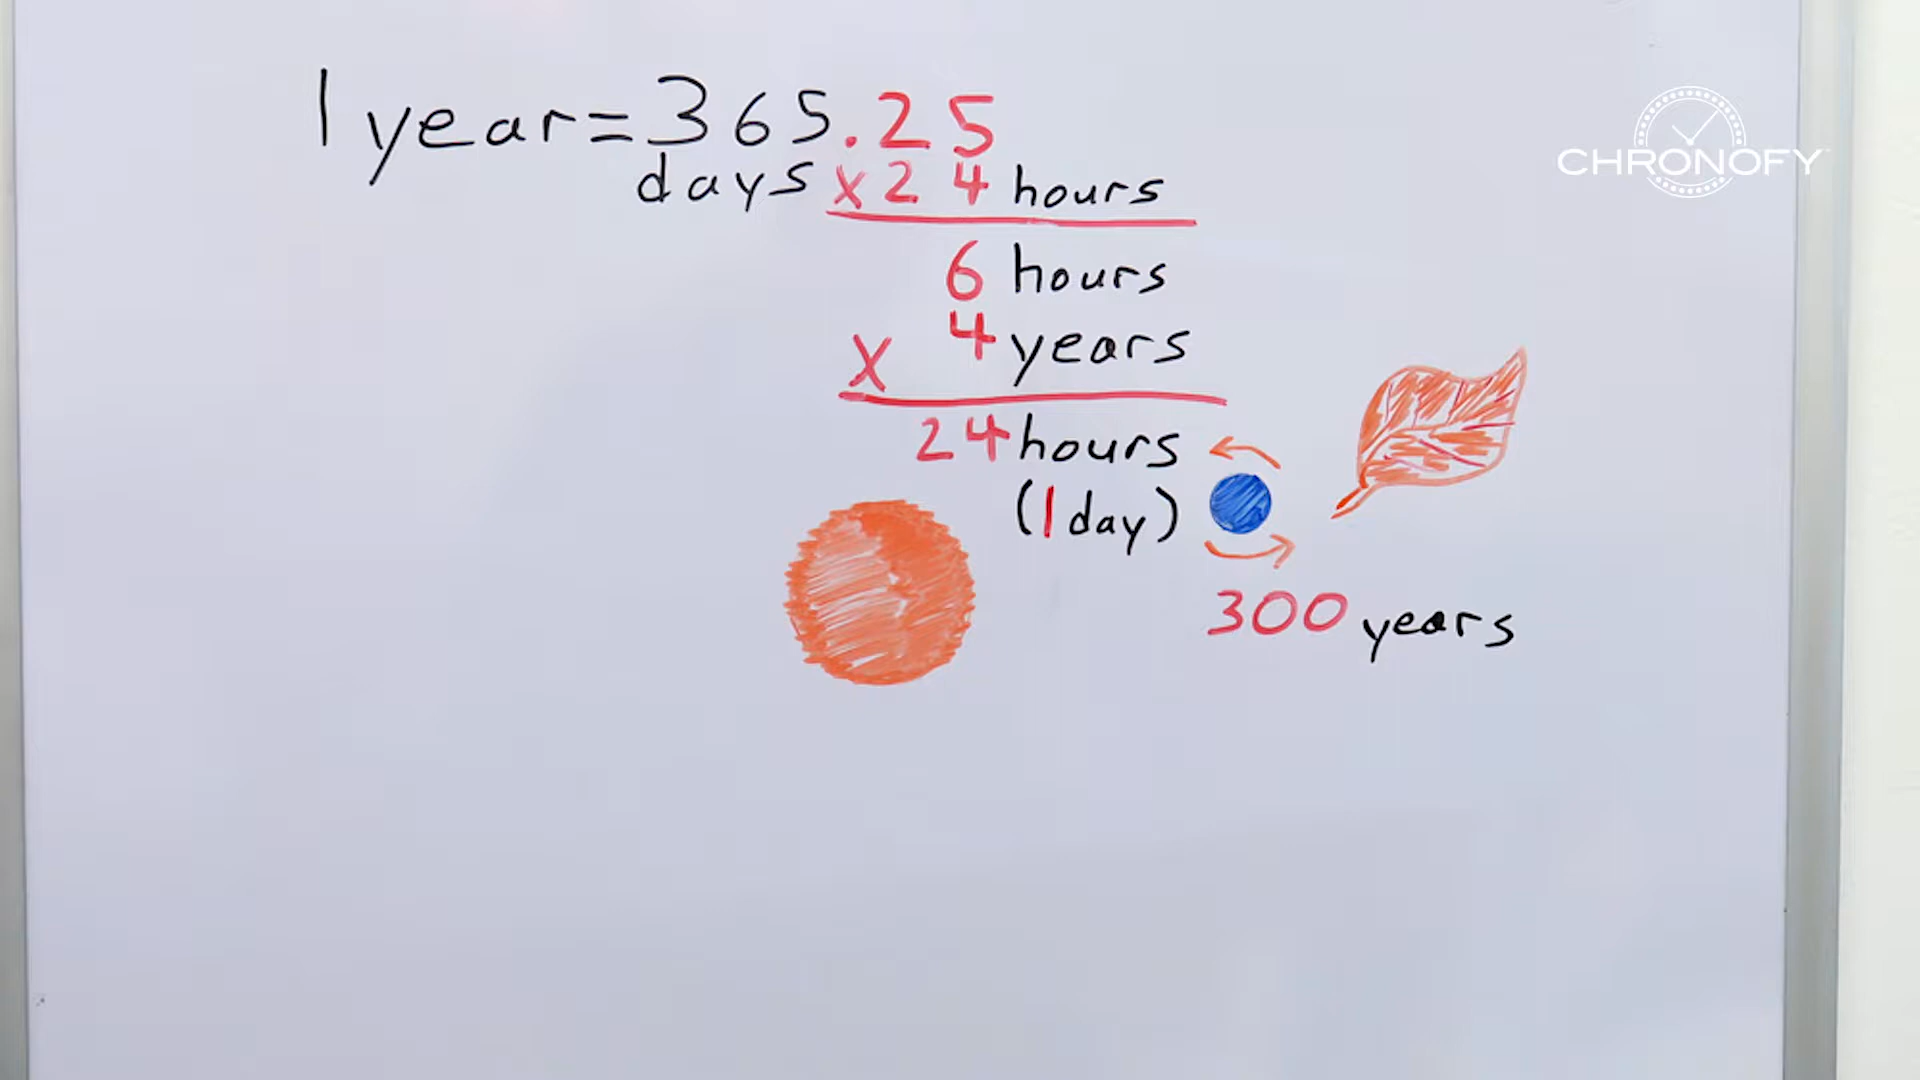 1 year = 365.25
days x 24 hours
6 hours
x 4 years
24 hours
(1 day)
300 years
CHRONOFY